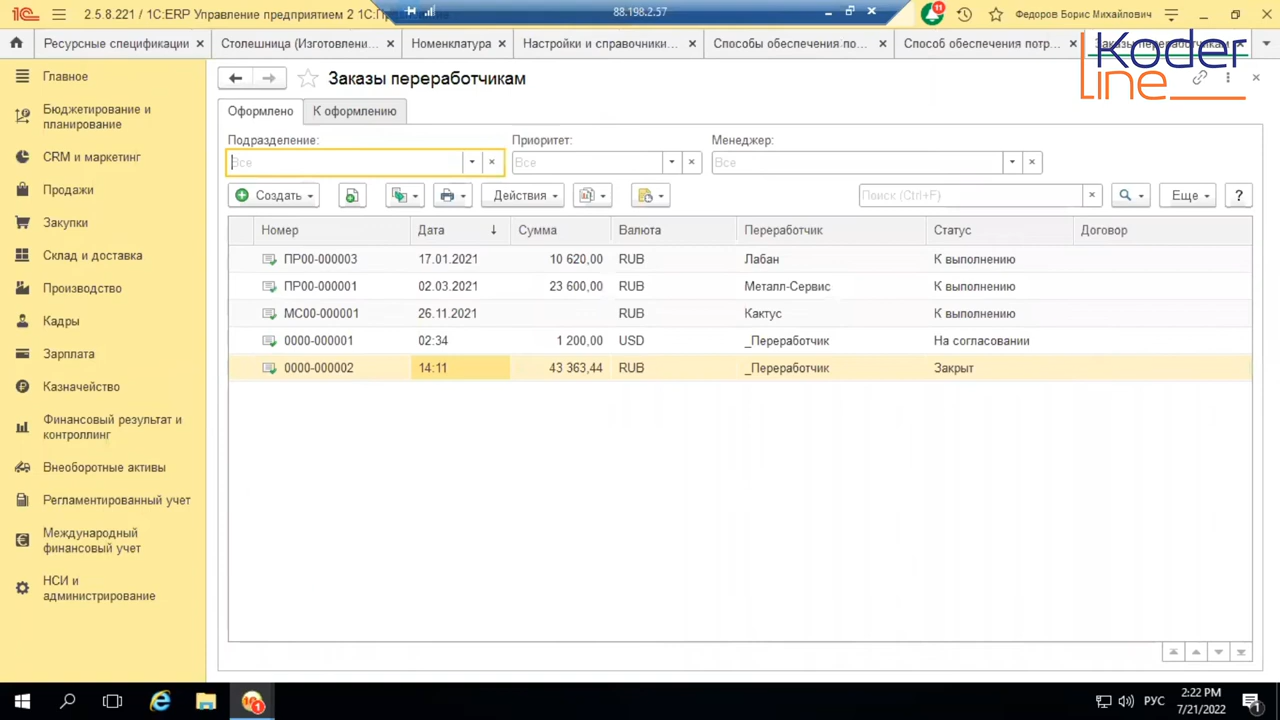 2.5.8.221 / 1С:ERP Управление предприятием 2 1С:Пр
88.198.2.57
11
Федоров Борис Михайлович
Ресурсные спецификации × Столешница (Изготовлени... × Номенклатура × Настройки и справочники... × Способы обеспечения по... × Способ обеспечения потр... × Заказы переработчикам ×
Koder
line
Главное
Бюджетирование и
планирование
CRM и маркетинг
Продажи
Закупки
Склад и доставка
Производство
Кадры
Зарплата
Казначейство
Финансовый результат и
контроллинг
Внеоборотные активы
Регламентированный учет
Международный
финансовый учет
НСИ и
администрирование
Заказы переработчикам
Оформлено К оформлению
Подразделение: Приоритет: Менеджер:
Все Все Все
Создать Действия Поиск (Ctrl+F) × Еще ?
Номер Дата ↓ Сумма Валюта Переработчик Статус Договор
ПР00-000003 17.01.2021 10 620,00 RUB Лабан К выполнению
ПР00-000001 02.03.2021 23 600,00 RUB Металл-Сервис К выполнению
МС00-000001 26.11.2021 RUB Кактус К выполнению
0000-000001 02:34 1 200,00 USD _Переработчик На согласовании
0000-000002 14:11 43 363,44 RUB _Переработчик Закрыт
РУС
2:22 PM
7/21/2022
1